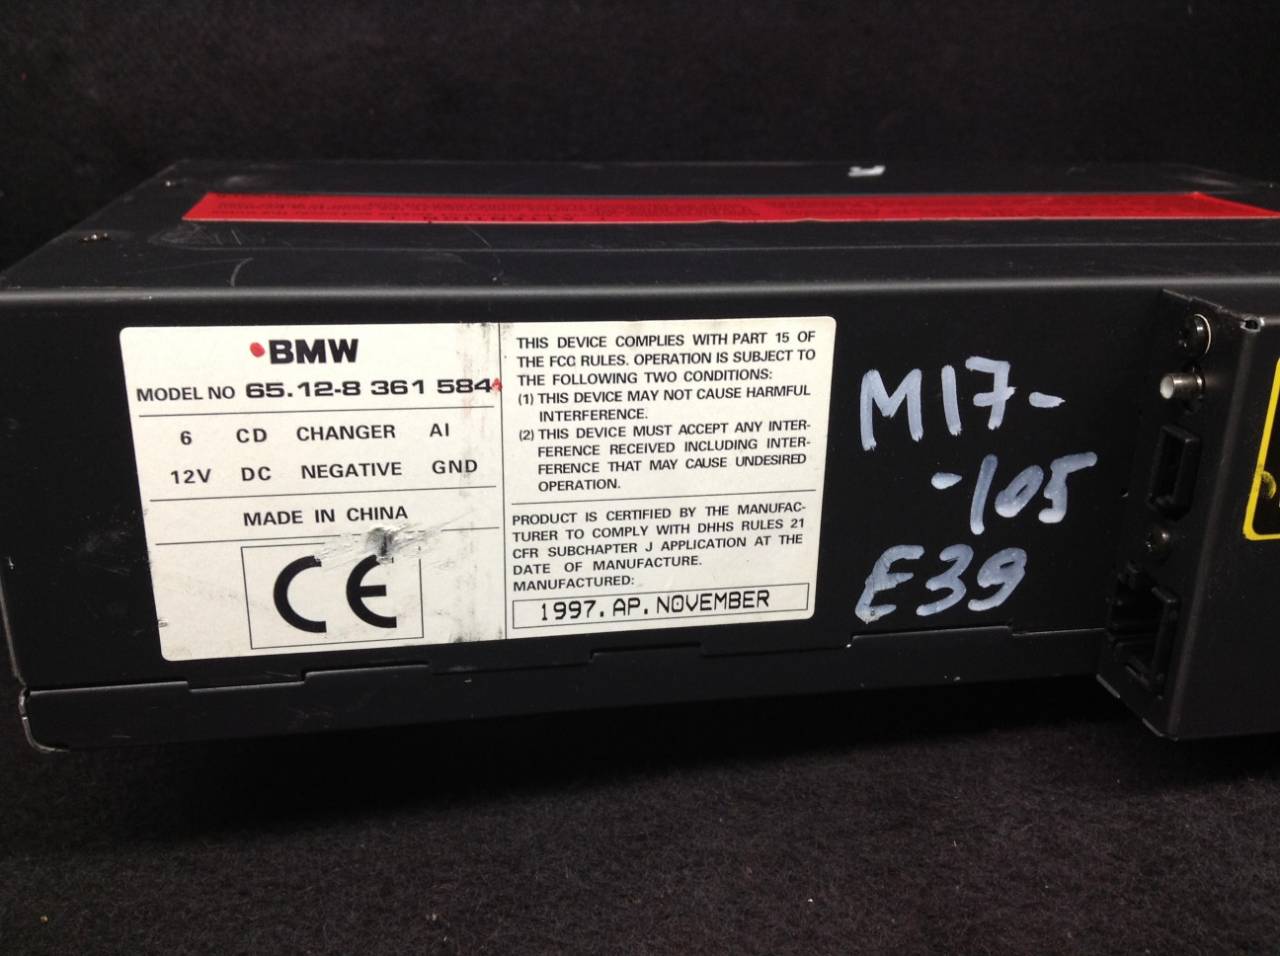 BMW
MODEL NO 65.12-8 361 584
6 CD CHANGER AI
12V DC NEGATIVE GND
MADE IN CHINA
CE
THIS DEVICE COMPLIES WITH PART 15 OF
THE FCC RULES. OPERATION IS SUBJECT TO
THE FOLLOWING TWO CONDITIONS:
(1) THIS DEVICE MAY NOT CAUSE HARMFUL
INTERFERENCE.
(2) THIS DEVICE MUST ACCEPT ANY INTER-
FERENCE RECEIVED INCLUDING INTER-
FERENCE THAT MAY CAUSE UNDESIRED
OPERATION.
PRODUCT IS CERTIFIED BY THE MANUFAC-
TURER TO COMPLY WITH DHHS RULES 21
CFR SUBCHAPTER J APPLICATION AT THE
DATE OF MANUFACTURE.
MANUFACTURED:
1997. AP. NOVEMBER
M17-
-105
E39